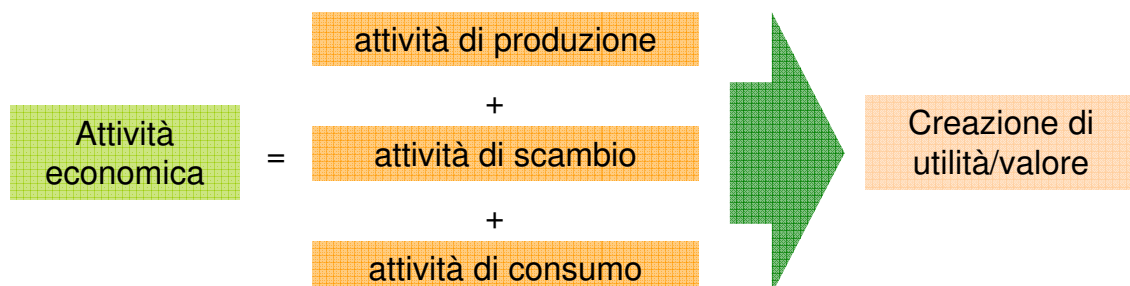 attività di produzione
+
Attività
economica
=
attività di scambio
+
attività di consumo
Creazione di
utilità/valore